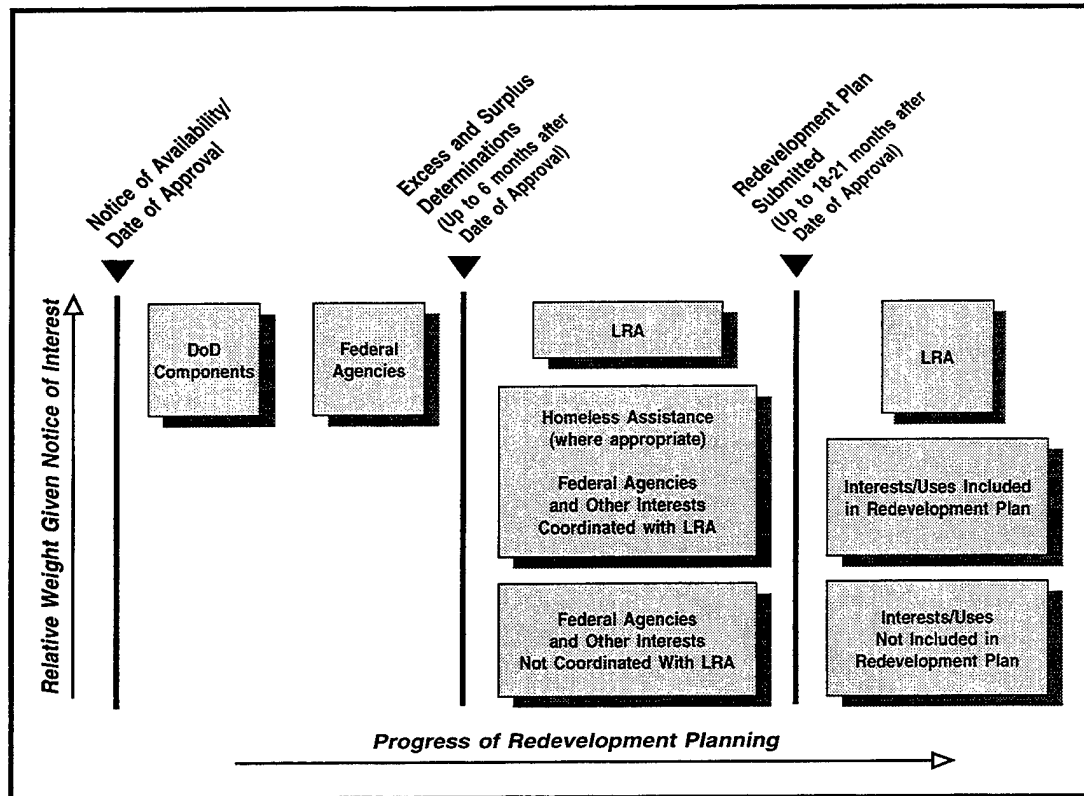 Notice of Availability/
Date of Approval
Excess and Surplus
Determinations
(Up to 6 months after
Date of Approval)
Redevelopment Plan
Submitted
(Up to 18-21 months after
Date of Approval)
Relative Weight Given Notice of Interest
DoD
Components
Federal
Agencies
LRA
Homeless Assistance
(where appropriate)
Federal Agencies
and Other Interests
Coordinated with LRA
Federal Agencies
and Other Interests
Not Coordinated With LRA
LRA
Interests/Uses Included
in Redevelopment Plan
Interests/Uses
Not Included in
Redevelopment Plan
Progress of Redevelopment Planning